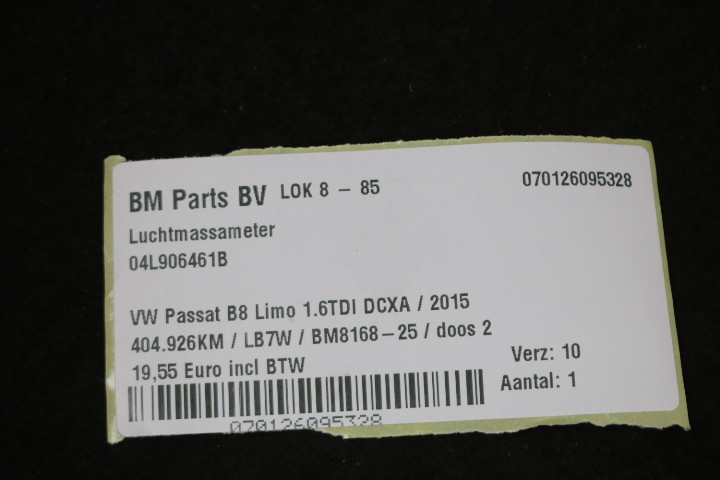 BM Parts BV LOK 8 - 85 070126095328
Luchtmassameter
04L906461B
VW Passat B8 Limo 1.6TDI DCXA / 2015
404.926KM / LB7W / BM8168-25 / doos 2
19,55 Euro incl BTW
Verz: 10
Aantal: 1
070126095328